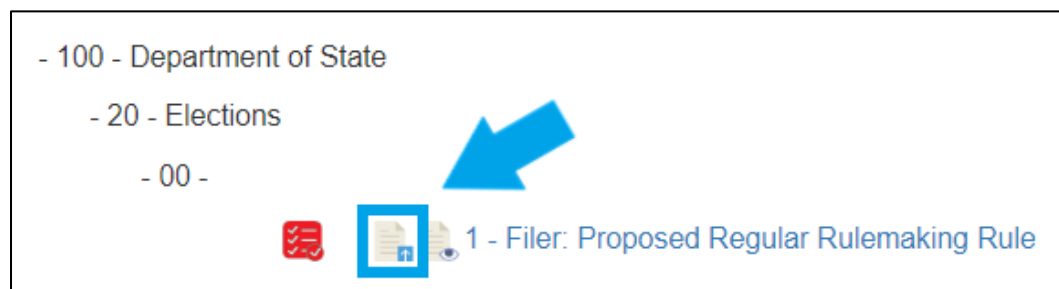 - 100 - Department of State
- 20 - Elections
- 00 -
1 - Filer: Proposed Regular Rulemaking Rule